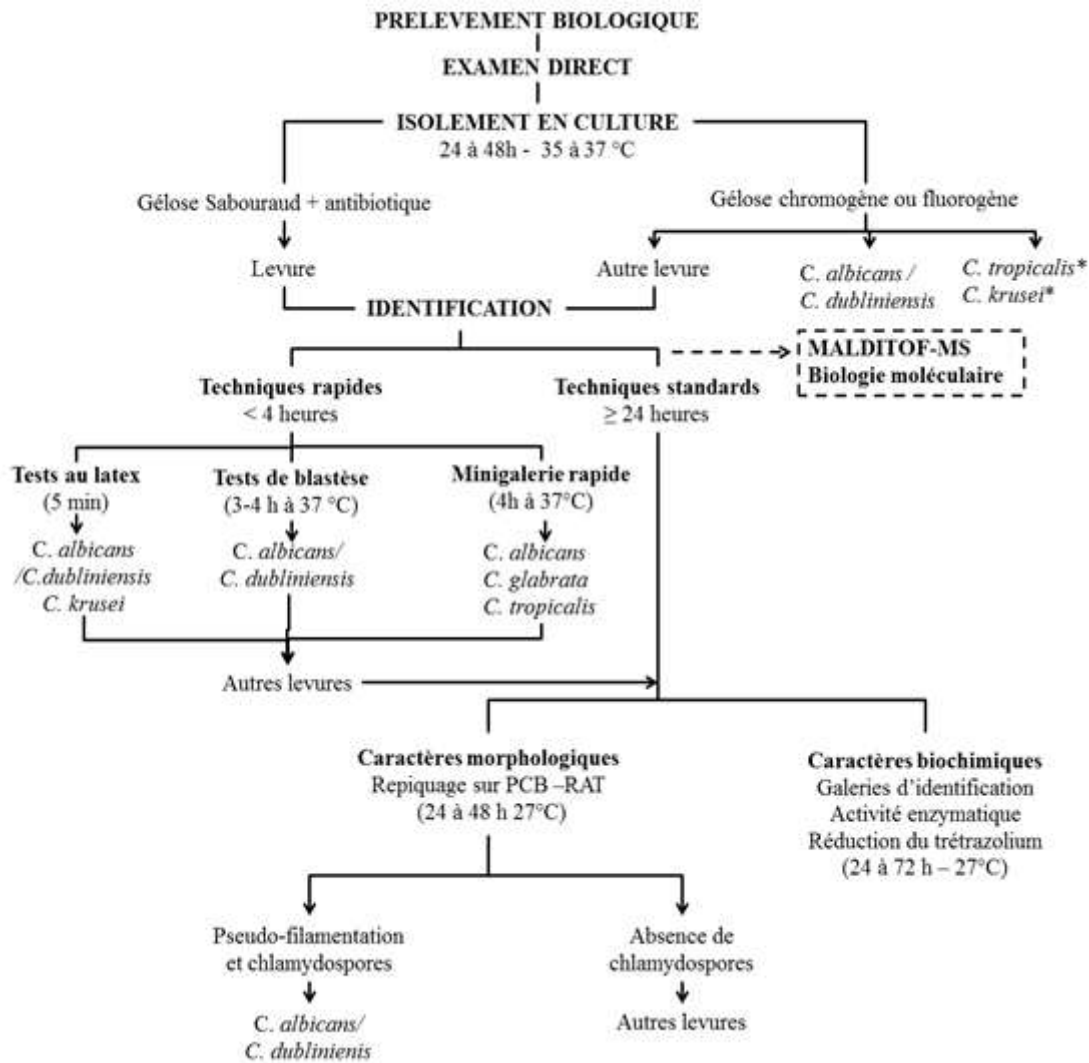 PRELEVEMENT BIOLOGIQUE
EXAMEN DIRECT
ISOLEMENT EN CULTURE
24 à 48h - 35 à 37 °C
Gélose Sabouraud + antibiotique
Gélose chromogène ou fluorogène
Levure
Autre levure
C. albicans /
C. dubliniensis
C. tropicalis*
C. krusei*
IDENTIFICATION
MALDITOF-MS
Biologie moléculaire
Techniques rapides
< 4 heures
Techniques standards
≥ 24 heures
Tests au latex
(5 min)
C. albicans
/C.dubliniensis
C. krusei
Tests de blastèse
(3-4 h à 37 °C)
C. albicans/
C. dubliniensis
Minigalerie rapide
(4h à 37°C)
C. albicans
C. glabrata
C. tropicalis
Autres levures
Caractères morphologiques
Repiquage sur PCB –RAT
(24 à 48 h 27°C)
Caractères biochimiques
Galeries d'identification
Activité enzymatique
Réduction du trétrazolium
(24 à 72 h – 27°C)
Pseudo-filamentation
et chlamydospores
C. albicans/
C. dublinienis
Absence de
chlamydospores
Autres levures